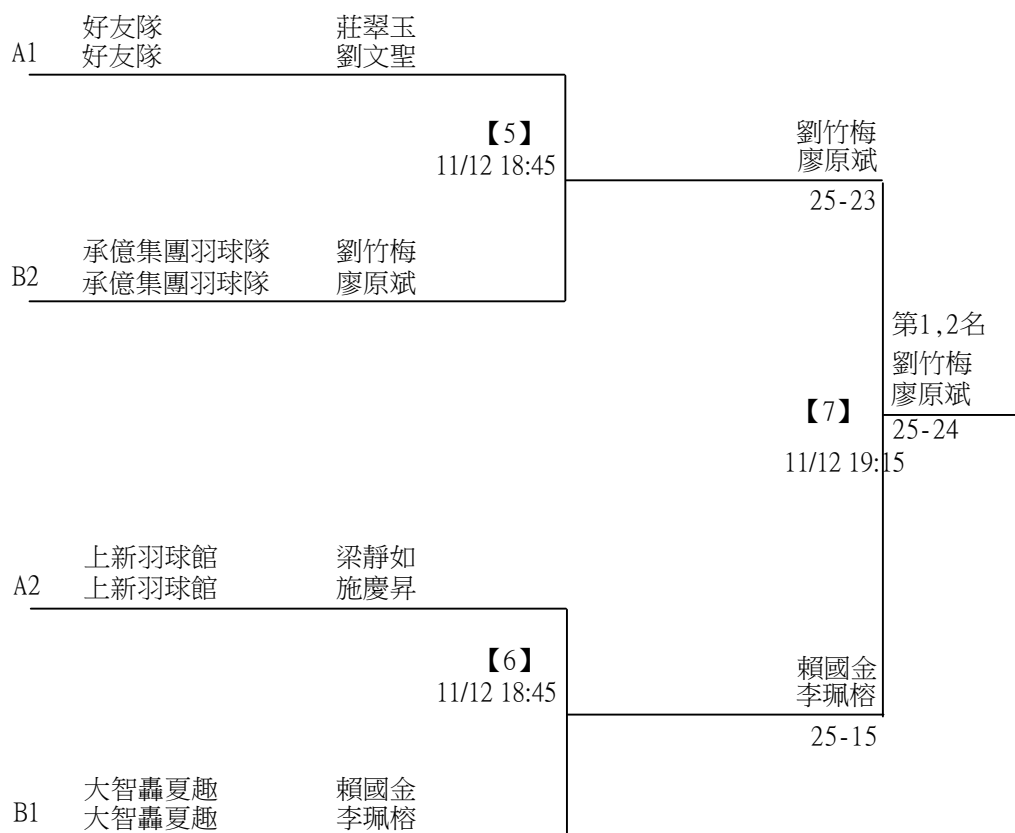 好友隊 莊翠玉
A1 好友隊 劉文聖
【5】
11/12 18:45
劉竹梅
廖原斌
25-23
承億集團羽球隊 劉竹梅
B2 承億集團羽球隊 廖原斌
第1,2名
劉竹梅
廖原斌
【7】
25-24
11/12 19:15
上新羽球館 梁靜如
A2 上新羽球館 施慶昇
【6】
11/12 18:45
賴國金
李珮榕
25-15
大智轟夏趣 賴國金
B1 大智轟夏趣 李珮榕